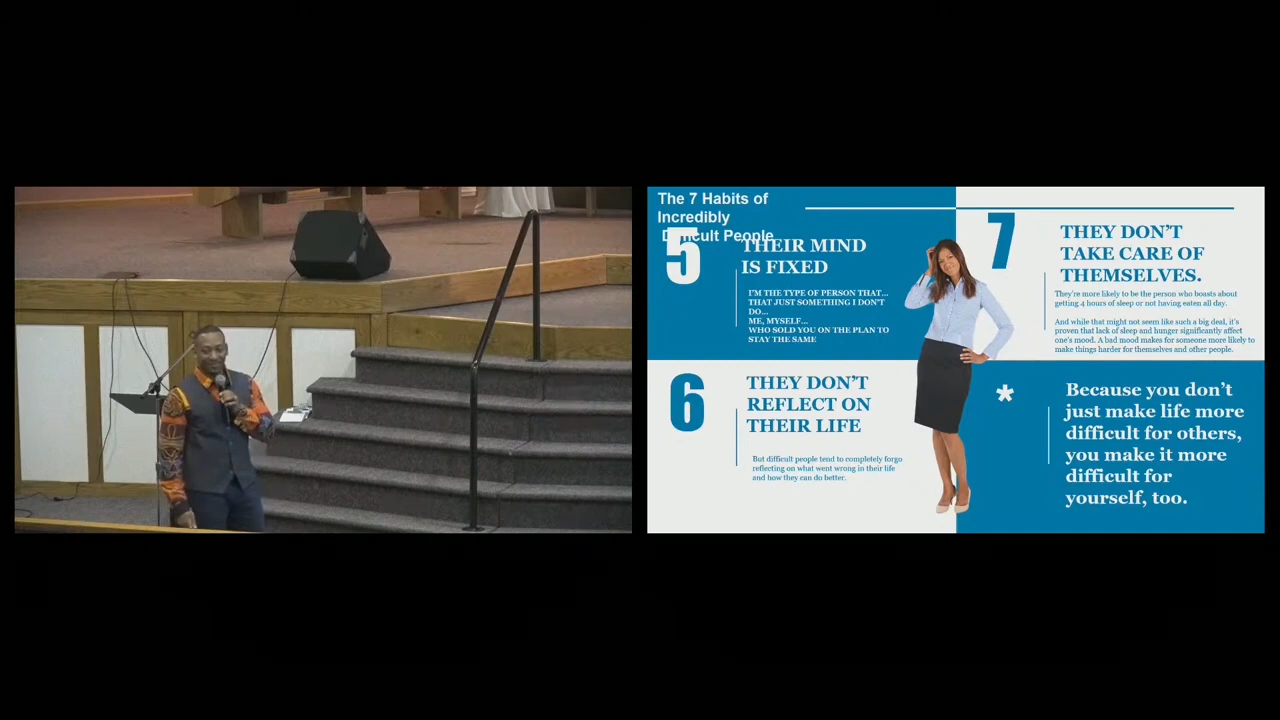 The 7 Habits of
Incredibly
Difficult People
5
THEIR MIND
IS FIXED
I'M THE TYPE OF PERSON THAT...
THAT JUST SOMETHING I DON'T
DO...
ME, MYSELF...
WHO SOLD YOU ON THE PLAN TO
STAY THE SAME
6
THEY DON'T
REFLECT ON
THEIR LIFE
But difficult people tend to completely forgo
reflecting on what went wrong in their life
and how they can do better.
7
THEY DON'T
TAKE CARE OF
THEMSELVES.
They're more likely to be the person who boasts about
getting 4 hours of sleep or not having eaten all day.
And while that might not seem like such a big deal, it's
proven that lack of sleep and hunger significantly affect
one's mood. A bad mood makes for someone more likely to
make things harder for themselves and other people.
*
Because you don't
just make life more
difficult for others,
you make it more
difficult for
yourself, too.